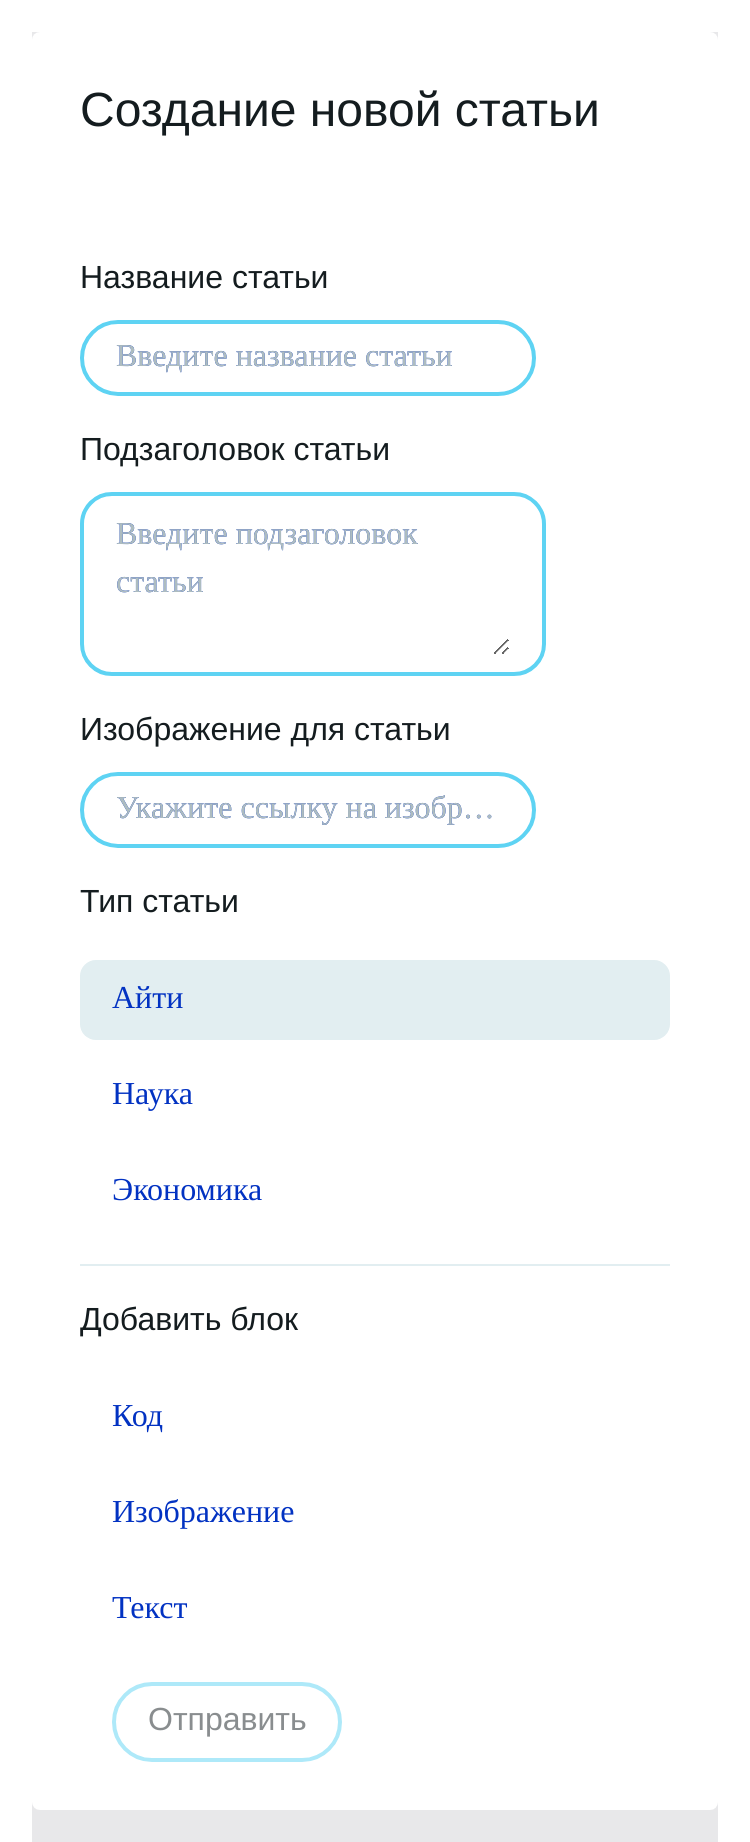 Создание новой статьи
Название статьи
Введите название статьи
Подзаголовок статьи
Введите подзаголовок
статьи
Изображение для статьи
Укажите ссылку на изобр…
Тип статьи
Айти
Наука
Экономика
Добавить блок
Код
Изображение
Текст
Отправить